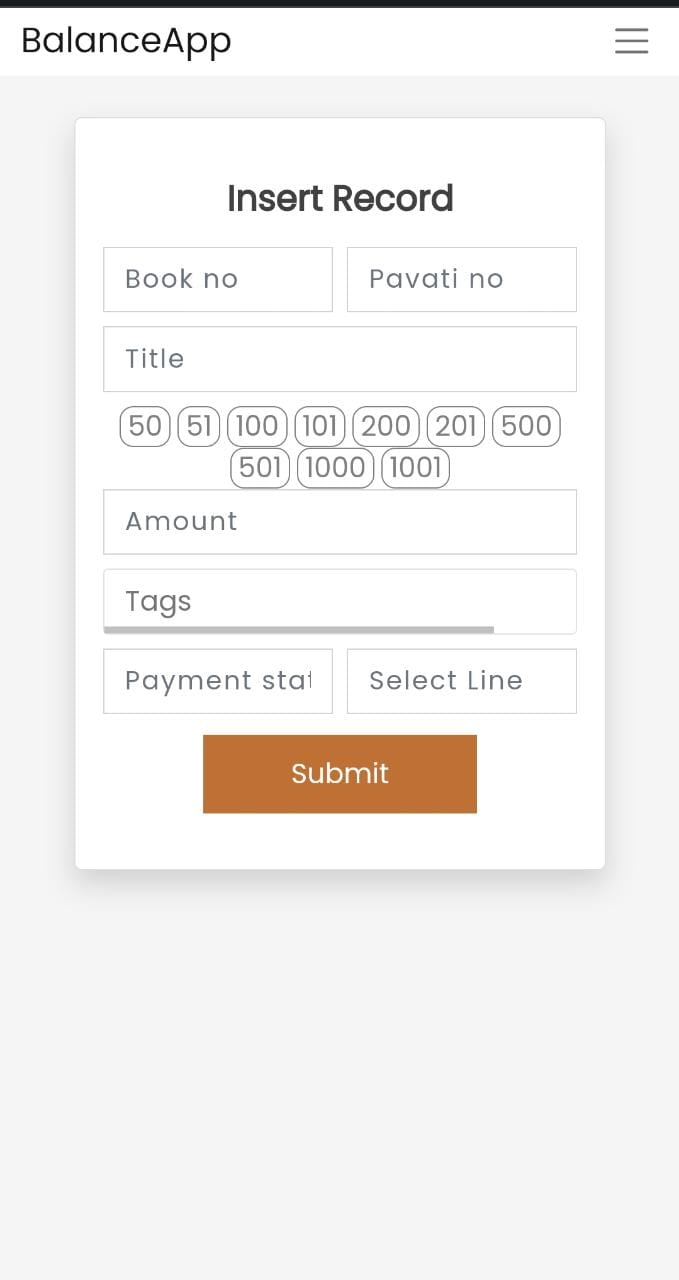 BalanceApp
Insert Record
Book no Pavati no
Title
50 51 100 101 200 201 500
501 1000 1001
Amount
Tags
Payment stat Select Line
Submit